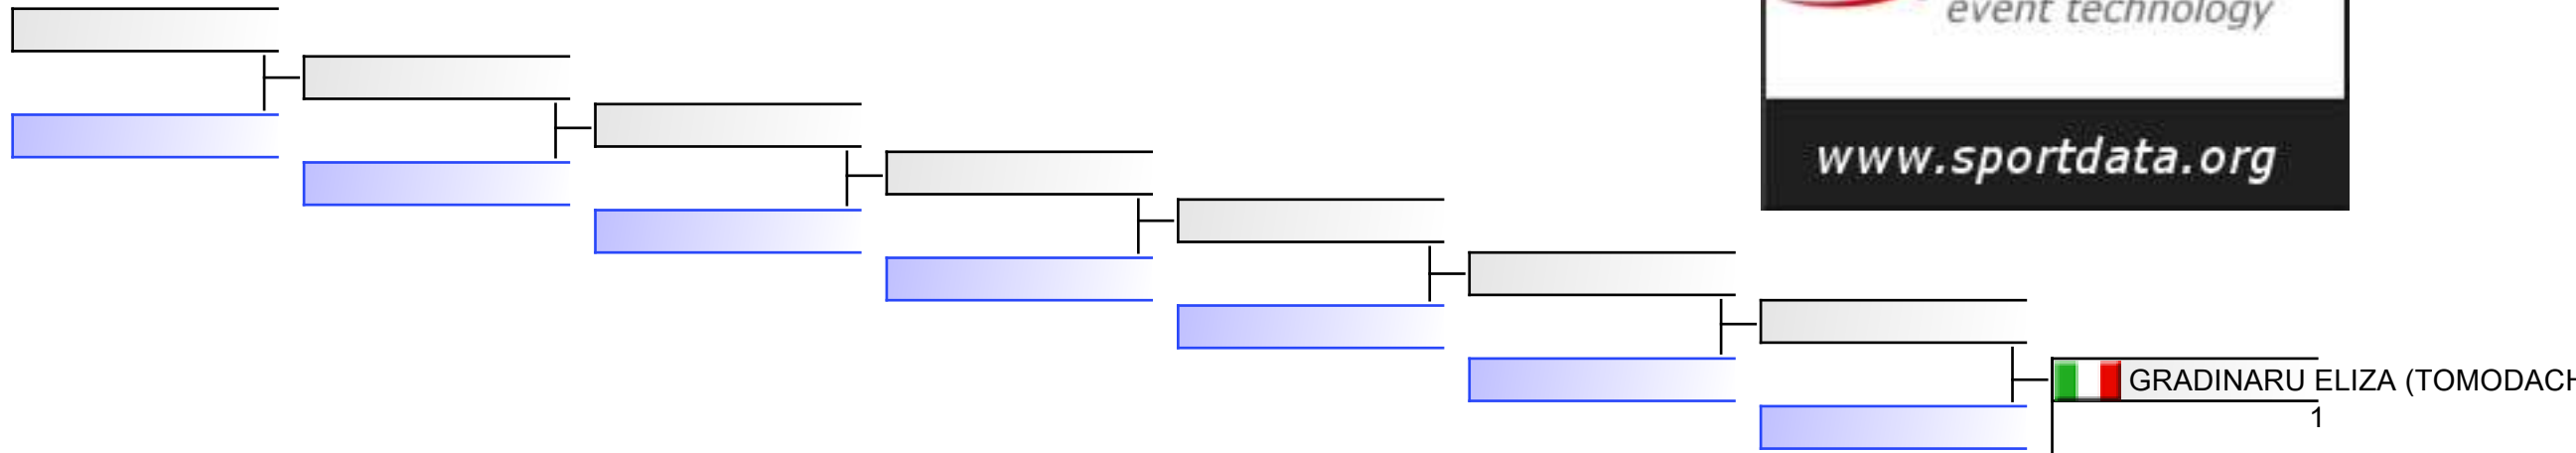 event technology
www.sportdata.org
GRADINARU ELIZA (TOMODACH
1